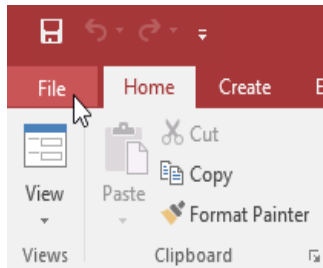 File Home Create
Cut
Copy
View Paste
Format Painter
Views Clipboard